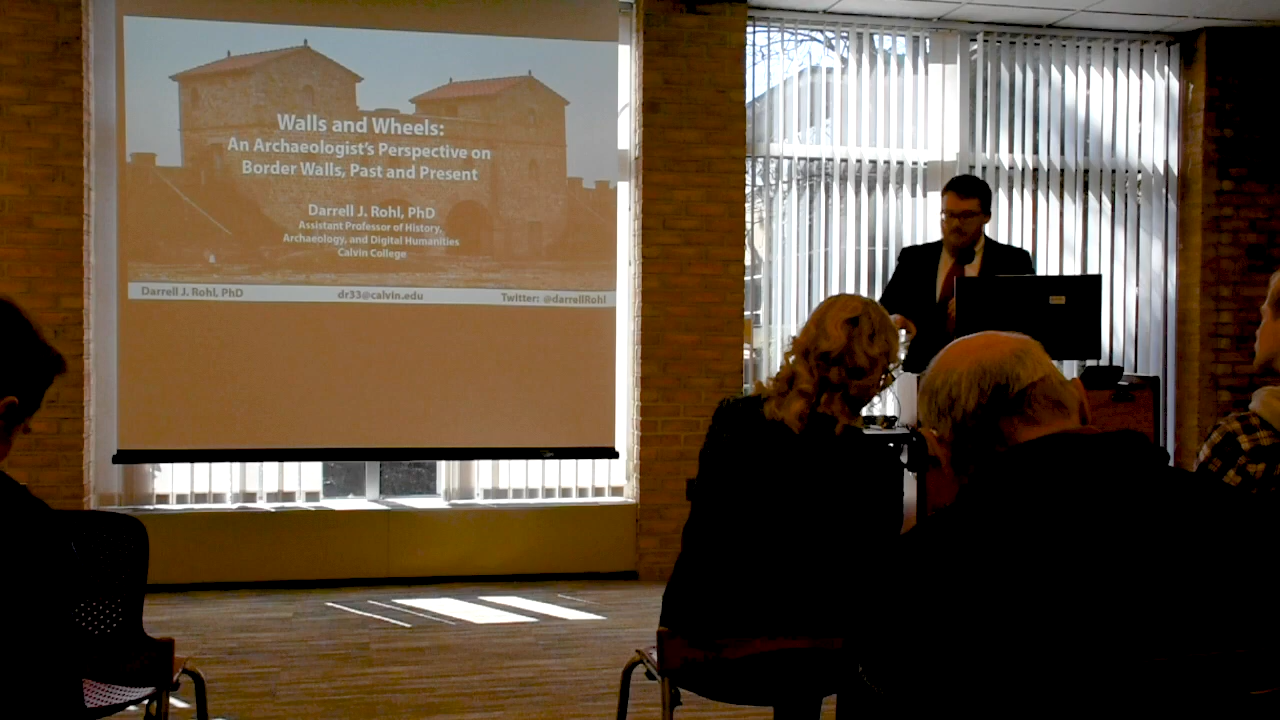 Walls and Wheels:
An Archaeologist's Perspective on
Border Walls, Past and Present
Darrell J. Rohl, PhD
Assistant Professor of History,
Archaeology, and Digital Humanities
Calvin College
Darrell J. Rohl, PhD
dr33@calvin.edu
Twitter: @darrellRohl